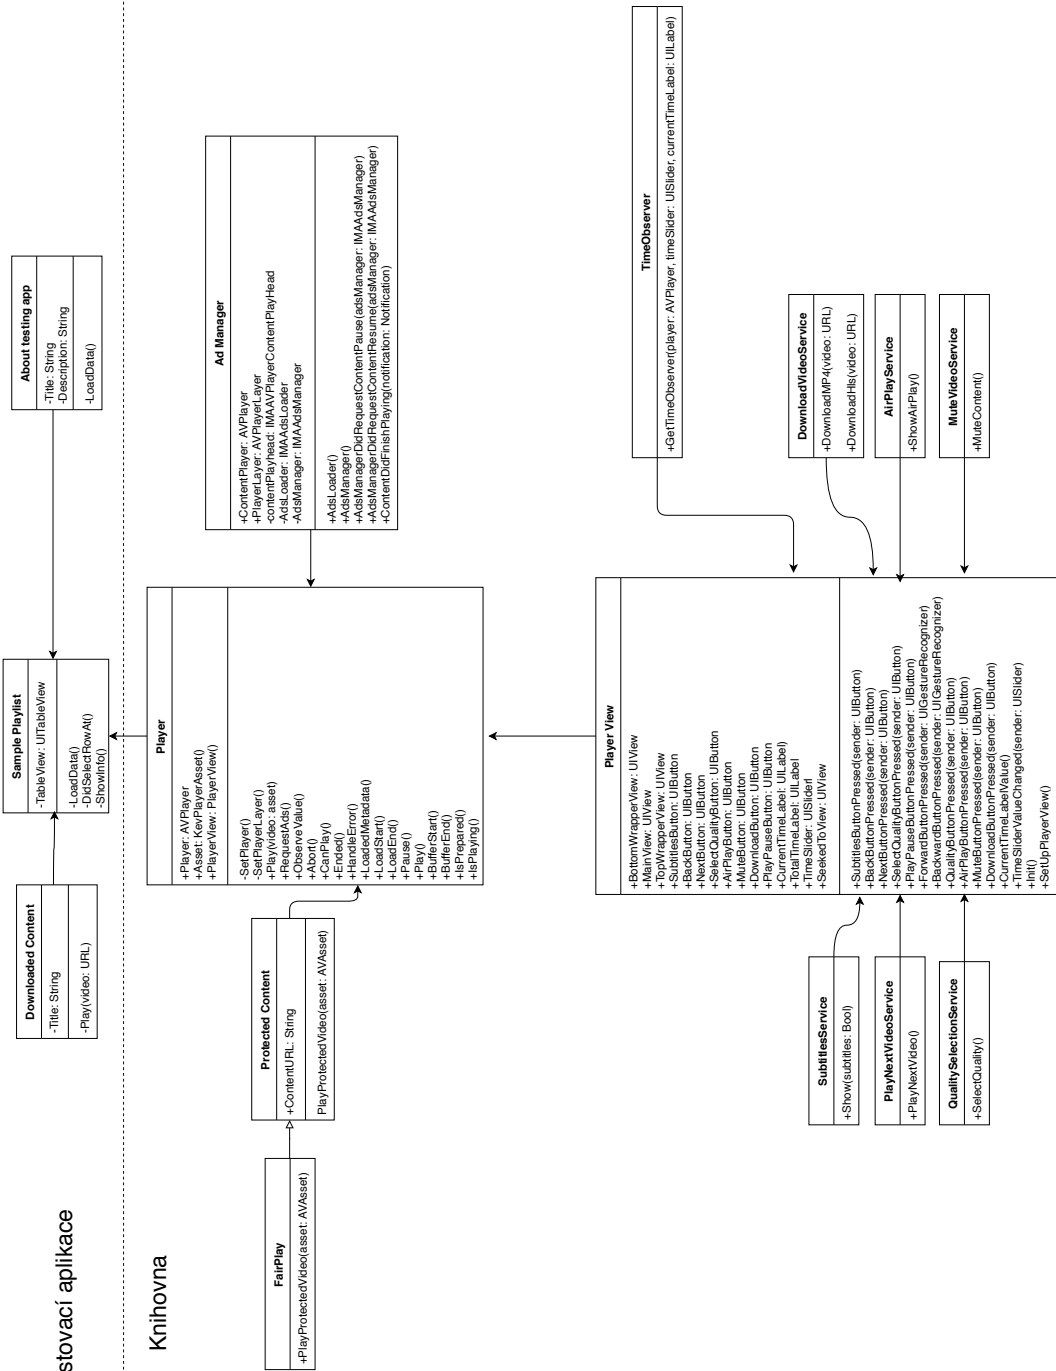 stovací aplikace
Downloaded Content
-Title: String
-Play(video: URL)
Sample Playlist
-TableView: UITableView
-LoadData()
-DidSelectRowAt()
-ShowInfo()
About testing app
-Title: String
-Description: String
-LoadData()
Knihovna
FairPlay
+PlayProtectedVideo(asset: AVAsset)
Protected Content
+ContentURL: String
PlayProtectedVideo(asset: AVAsset)
Player
+Player: AVPlayer
+Asset: KevPlayerAsset()
+PlayerView: PlayerView()
-SetPlayer()
-SetPlayerLayer()
+Play(video: asset)
+RequestAds()
+ObserveValue()
+Abort()
+CanPlay()
+Ended()
+HandleError()
+LoadedMetadata()
+LoadStart()
+LoadEnd()
+Pause()
+Play()
+BufferStart()
+BufferEnd()
+IsPrepared()
+IsPlaying()
Ad Manager
+ContentPlayer: AVPlayer
+PlayerLayer: AVPlayerLayer
-contentPlayhead: IMAAVPlayerContentPlayHead
-AdsLoader: IMAAdsLoader
-AdsManager: IMAAdsManager
+AdsLoader()
+AdsManager()
+AdsManagerDidRequestContentPause(adsManager: IMAAdsManager)
+AdsManagerDidRequestContentResume(adsManager: IMAAdsManager)
+ContentDidFinishPlaying(notification: Notification)
Player View
+BottomWrapperView: UIView
+MainView: UIView
+TopWrapperView: UIView
+SubtitlesButton: UIButton
+BackButton: UIButton
+NextButton: UIButton
+SelectQualityButton: UIButton
+AirPlayButton: UIButton
+MuteButton: UIButton
+DownloadButton: UIButton
+PlayPauseButton: UIButton
+CurrentTimeLabel: UILabel)
+TotalTimeLabel: UILabel
+TimeSlider: UISliderl
+SeekedToView: UIView
+SubtitlesButtonPressed(sender: UIButton)
+BackButtonPressed(sender: UIButton)
+NextButtonPressed(sender: UIButton)
+SelectQualityButtonPressed(sender: UIButton)
+PlayPauseButtonPressed(sender: UIButton)
+ForwardButtonPressed(sender: UIGestureRecognizer)
+BackwardButtonPressed(sender: UIGestureRecognizer)
+QualityButtonPressed(sender: UIButton)
+AirPlayButtonPressed(sender: UIButton)
+MuteButtonPressed(sender: UIButton)
+DownloadButtonPressed(sender: UIButton)
+CurrentTimeLabelValue()
+TimeSliderValueChanged(sender: UISlider)
+Init()
+SetUpPlayerView()
TimeObserver
+GetTimeObserver(player: AVPlayer, timeSlider: UISlider, currentTimeLabel: UILabel)
DownloadVideoService
+DownloadMP4(video: URL)
+DownloadHls(video: URL)
AirPlayService
+ShowAirPlay()
MuteVideoService
+MuteContent()
SubtitlesService
+Show(subtitles: Bool)
PlayNextVideoService
+PlayNextVideo()
QualitySelectionService
+SelectQuality()